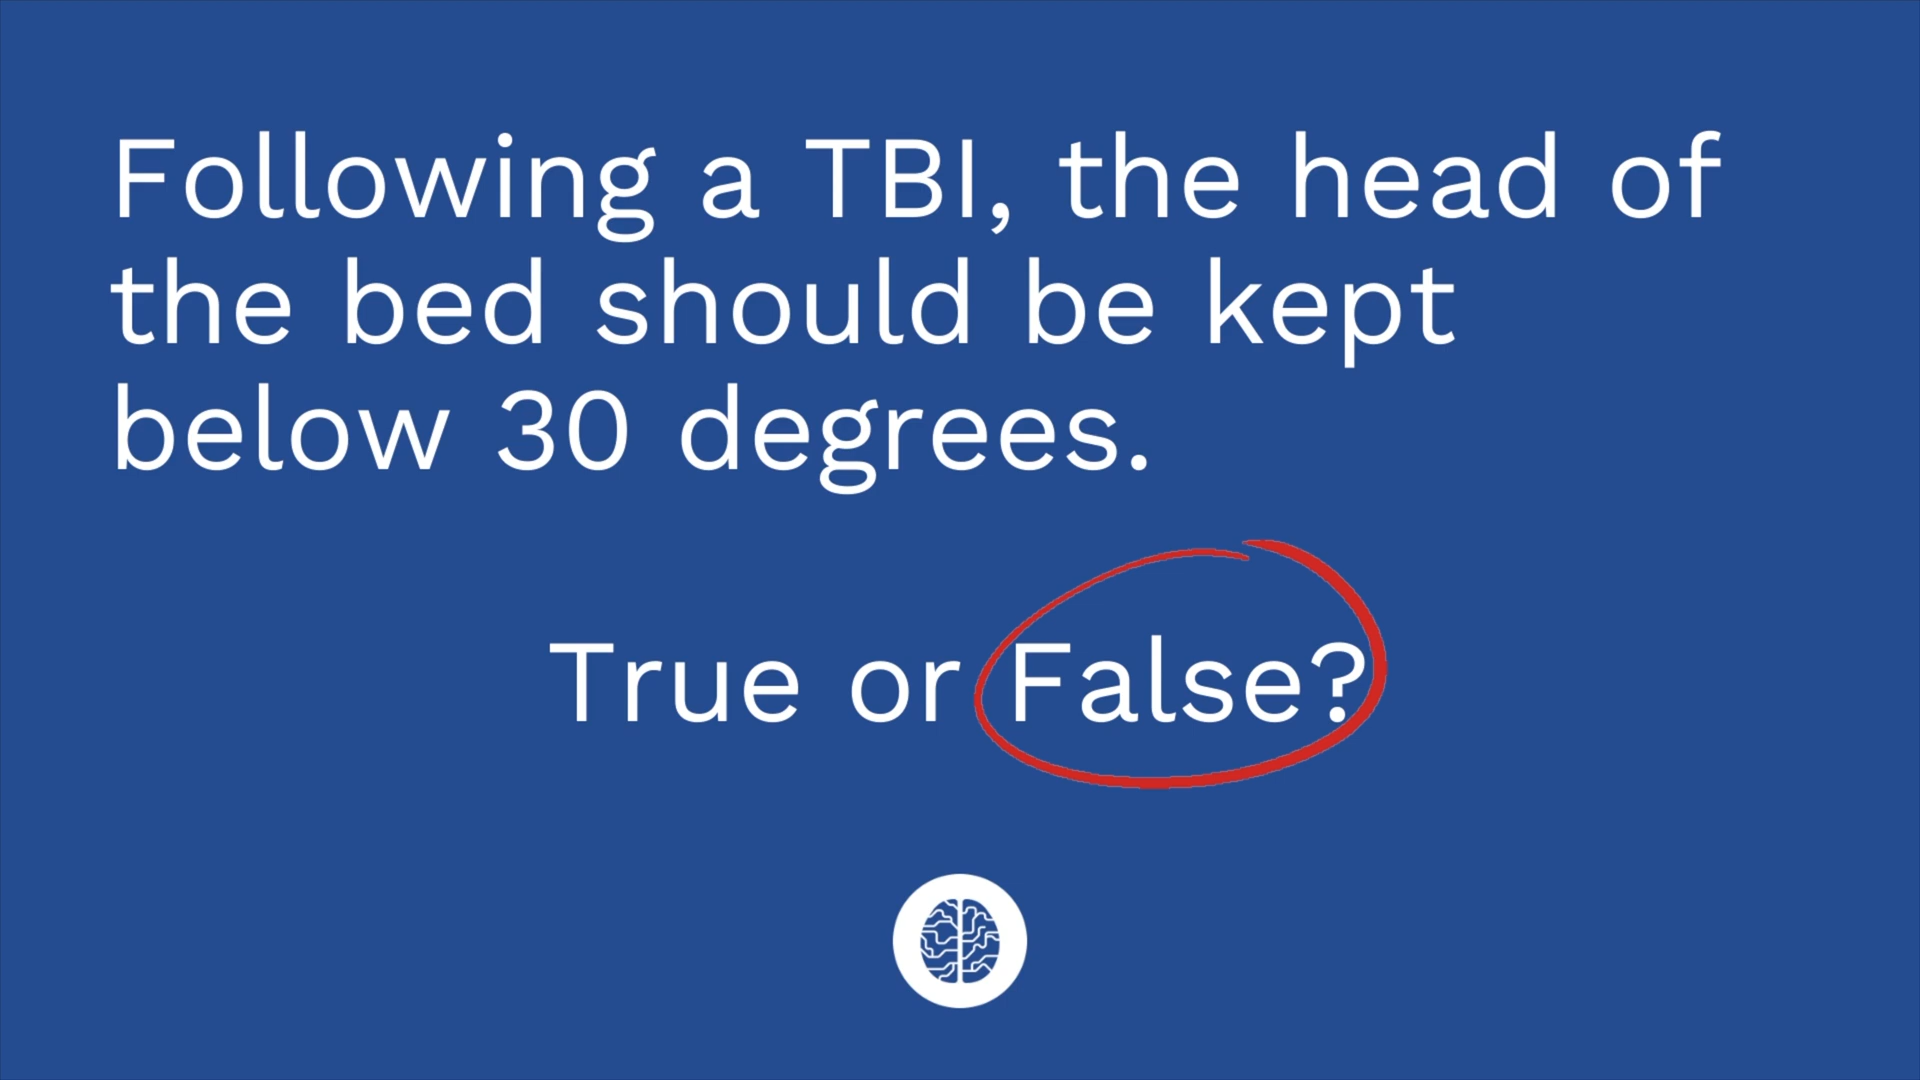 Following a TBI, the head of
the bed should be kept
below 30 degrees.
True or False?